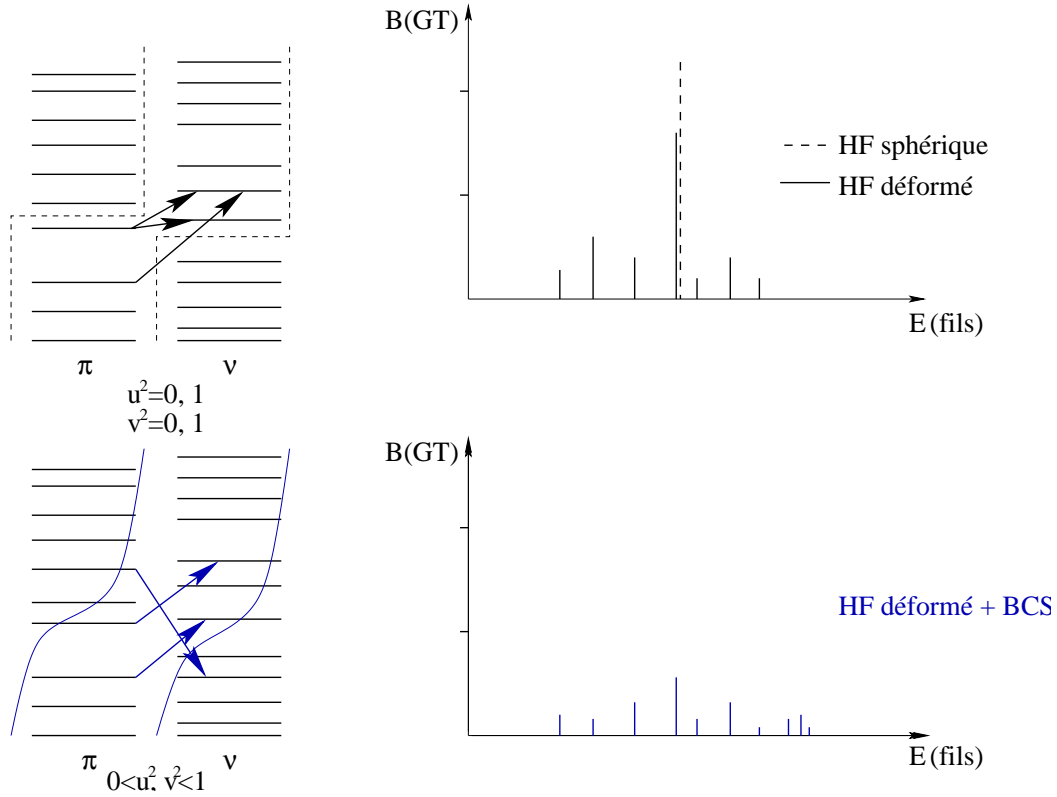 B(GT)
HF sphérique
HF déformé
E (fils)
π ν
u²=0, 1
v²=0, 1
B(GT)
HF déformé + BCS
E (fils)
π ν
0<u², v²<1